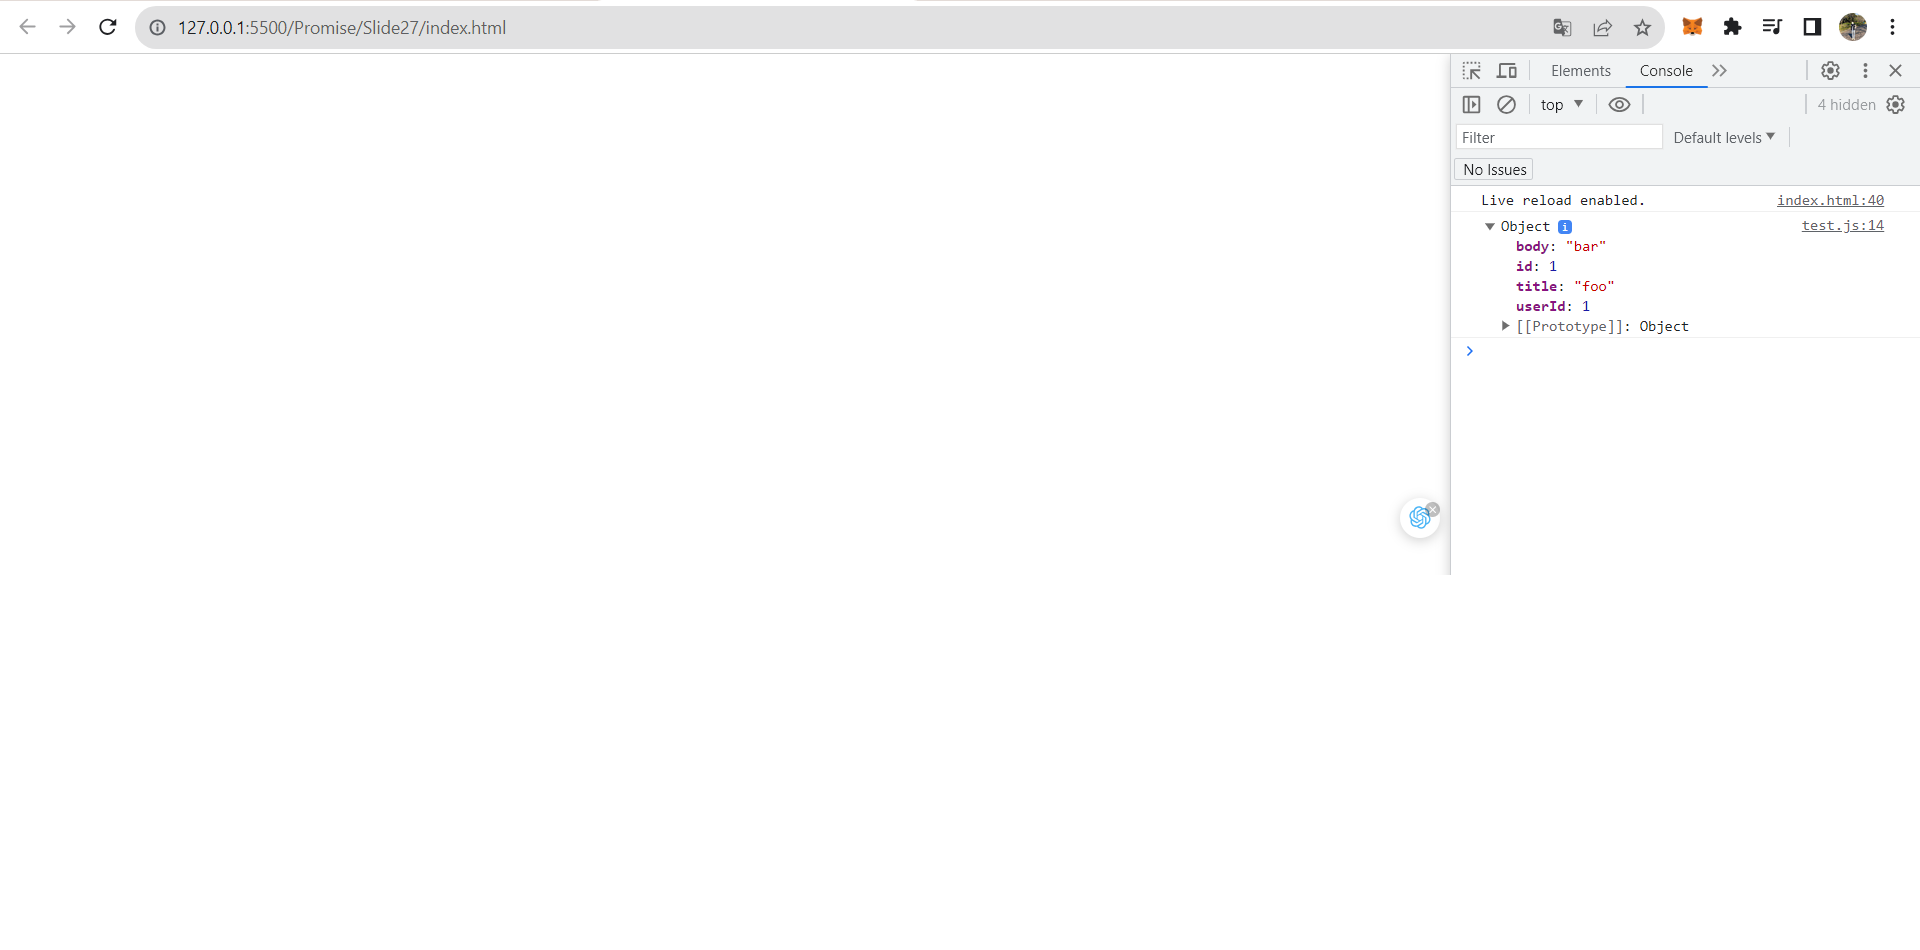 127.0.0.1:5500/Promise/Slide27/index.html
Elements Console
top 4 hidden
Filter Default levels
No Issues
Live reload enabled. index.html:40
Object i test.js:14
body: "bar"
id: 1
title: "foo"
userId: 1
[[Prototype]]: Object